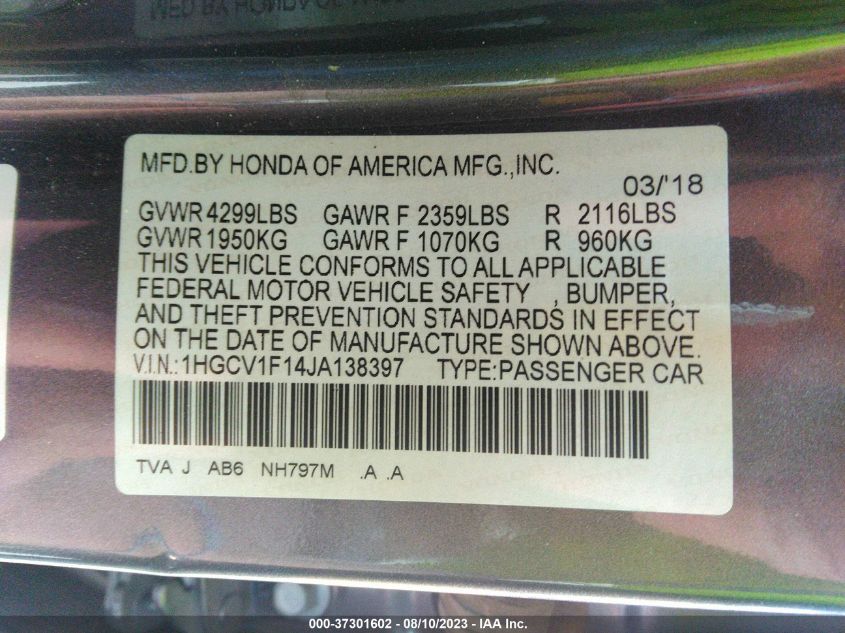 MFD.BY HONDA OF AMERICA MFG.,INC.
03/'18
GVWR 4299LBS GAWR F 2359LBS R 2116LBS
GVWR 1950KG GAWR F 1070KG R 960KG
THIS VEHICLE CONFORMS TO ALL APPLICABLE
FEDERAL MOTOR VEHICLE SAFETY , BUMPER,
AND THEFT PREVENTION STANDARDS IN EFFECT
ON THE DATE OF MANUFACTURE SHOWN ABOVE.
V.I.N.:1HGCV1F14JA138397 TYPE:PASSENGER CAR
TVA J AB6 NH797M .A .A
000-37301602 - 08/10/2023 - IAA Inc.